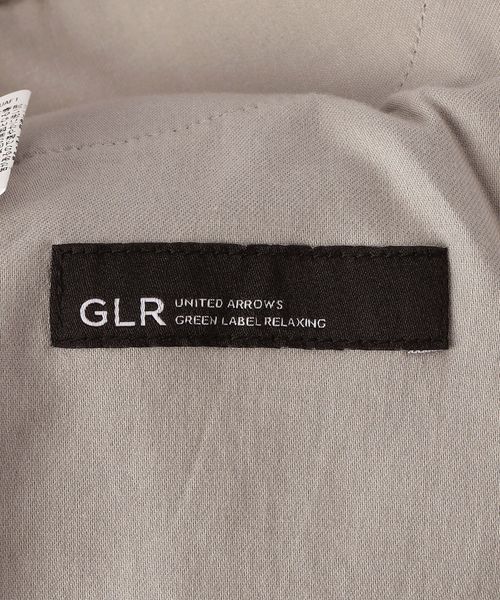 GLR
UNITED ARROWS
GREEN LABEL RELAXING